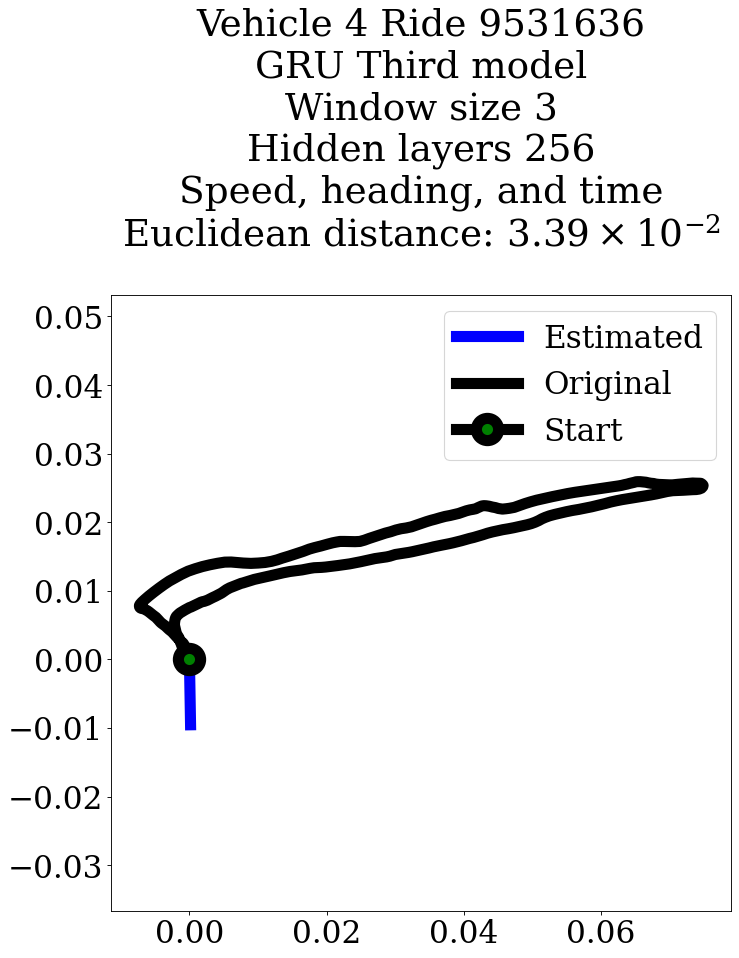 Vehicle 4 Ride 9531636
GRU Third model
Window size 3
Hidden layers 256
Speed, heading, and time
Euclidean distance: 3.39 × 10⁻²
Estimated
Original
Start
0.05
0.04
0.03
0.02
0.01
0.00
−0.01
−0.02
−0.03
0.00 0.02 0.04 0.06